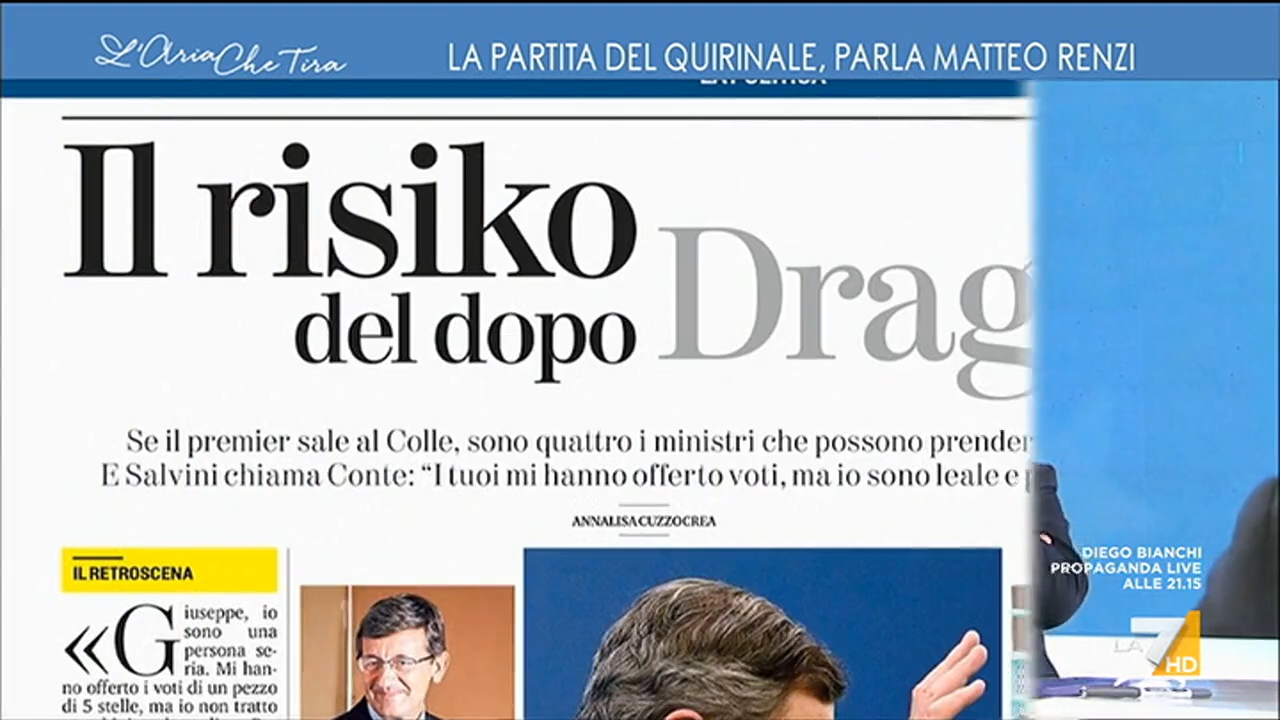 L'Aria Che Tira
LA PARTITA DEL QUIRINALE, PARLA MATTEO RENZI
LA POLITICA
Il risiko
del dopo Drag
Se il premier sale al Colle, sono quattro i ministri che possono prender
E Salvini chiama Conte: “I tuoi mi hanno offerto voti, ma io sono leale e
ANNALISA CUZZOCREA
IL RETROSCENA
«Giuseppe, io
sono una
persona se-
ria. Mi han-
no offerto i voti di un pezzo
di 5 stelle, ma io non tratto
DIEGO BIANCHI
PROPAGANDA LIVE
ALLE 21.15
LA7
HD